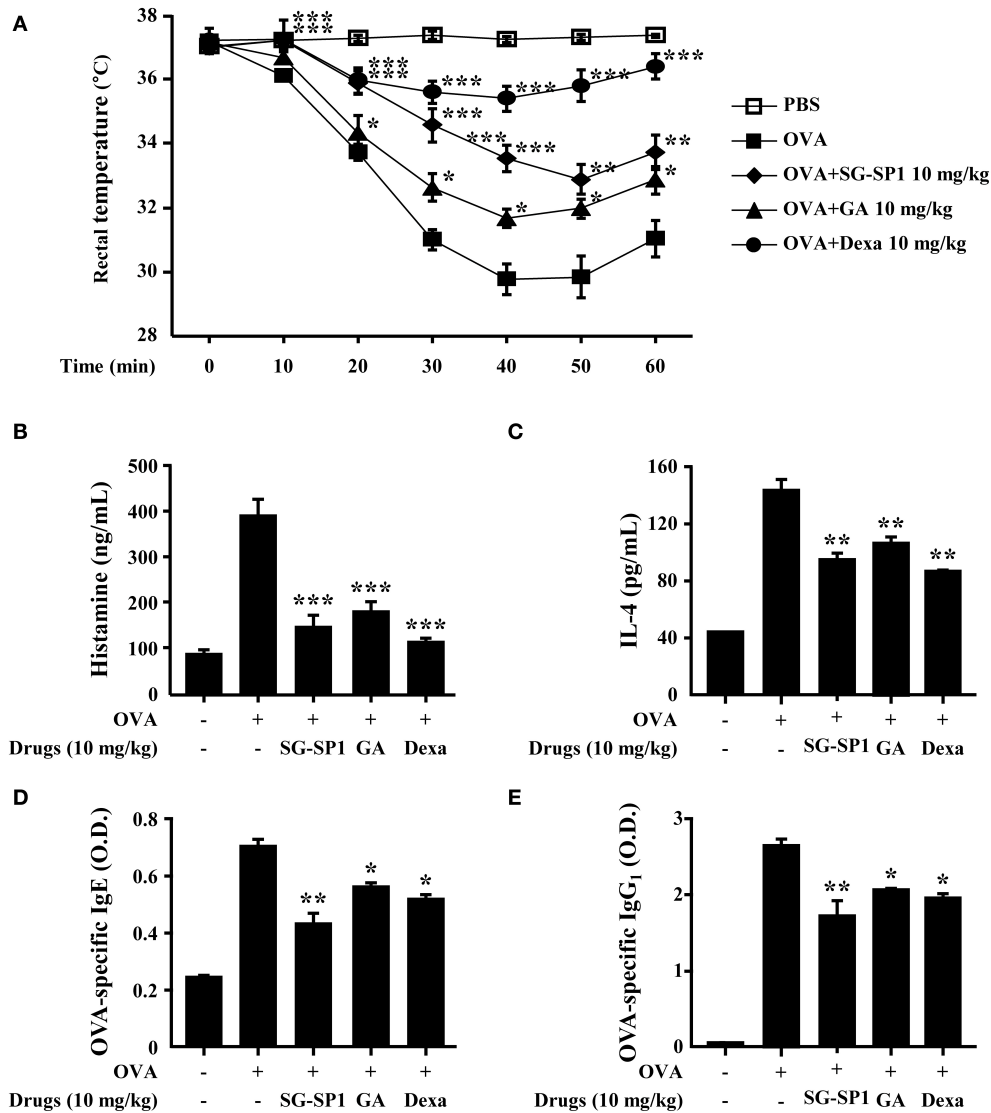 A
38
36
34
32
30
28
Rectal temperature (°C)
*** *** *** *** *** *** *** *** ***
*** *** ** **
* * * * *
Time (min) 0 10 20 30 40 50 60
PBS
OVA
OVA+SG-SP1 10 mg/kg
OVA+GA 10 mg/kg
OVA+Dexa 10 mg/kg
B
500
400
300
200
100
0
Histamine (ng/mL)
*** *** ***
OVA - + + + +
Drugs (10 mg/kg) - - SG-SP1 GA Dexa
C
160
120
80
40
0
IL-4 (pg/mL)
** ** **
OVA - + + + +
Drugs (10 mg/kg) - - SG-SP1 GA Dexa
D
0.8
0.6
0.4
0.2
0
OVA-specific IgE (O.D.)
** * *
OVA - + + + +
Drugs (10 mg/kg) - - SG-SP1 GA Dexa
E
3
2
1
0
OVA-specific IgG₁ (O.D.)
** * *
OVA - + + + +
Drugs (10 mg/kg) - - SG-SP1 GA Dexa